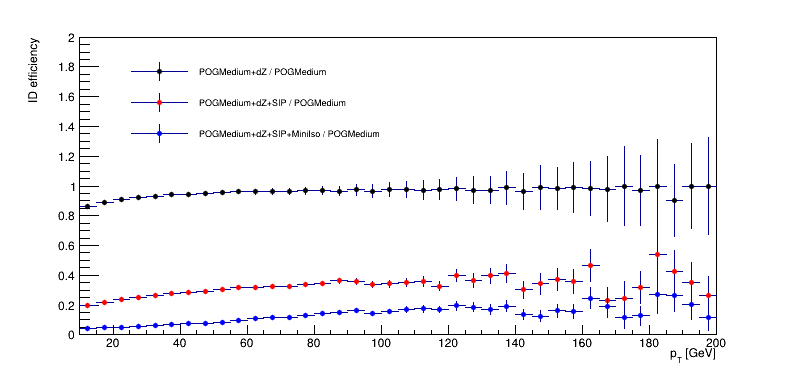 ID efficiency
2
1.8
1.6
1.4
1.2
1
0.8
0.6
0.4
0.2
0
POGMedium+dZ / POGMedium
POGMedium+dZ+SIP / POGMedium
POGMedium+dZ+SIP+MiniIso / POGMedium
20 40 60 80 100 120 140 160 180 200
p_T [GeV]